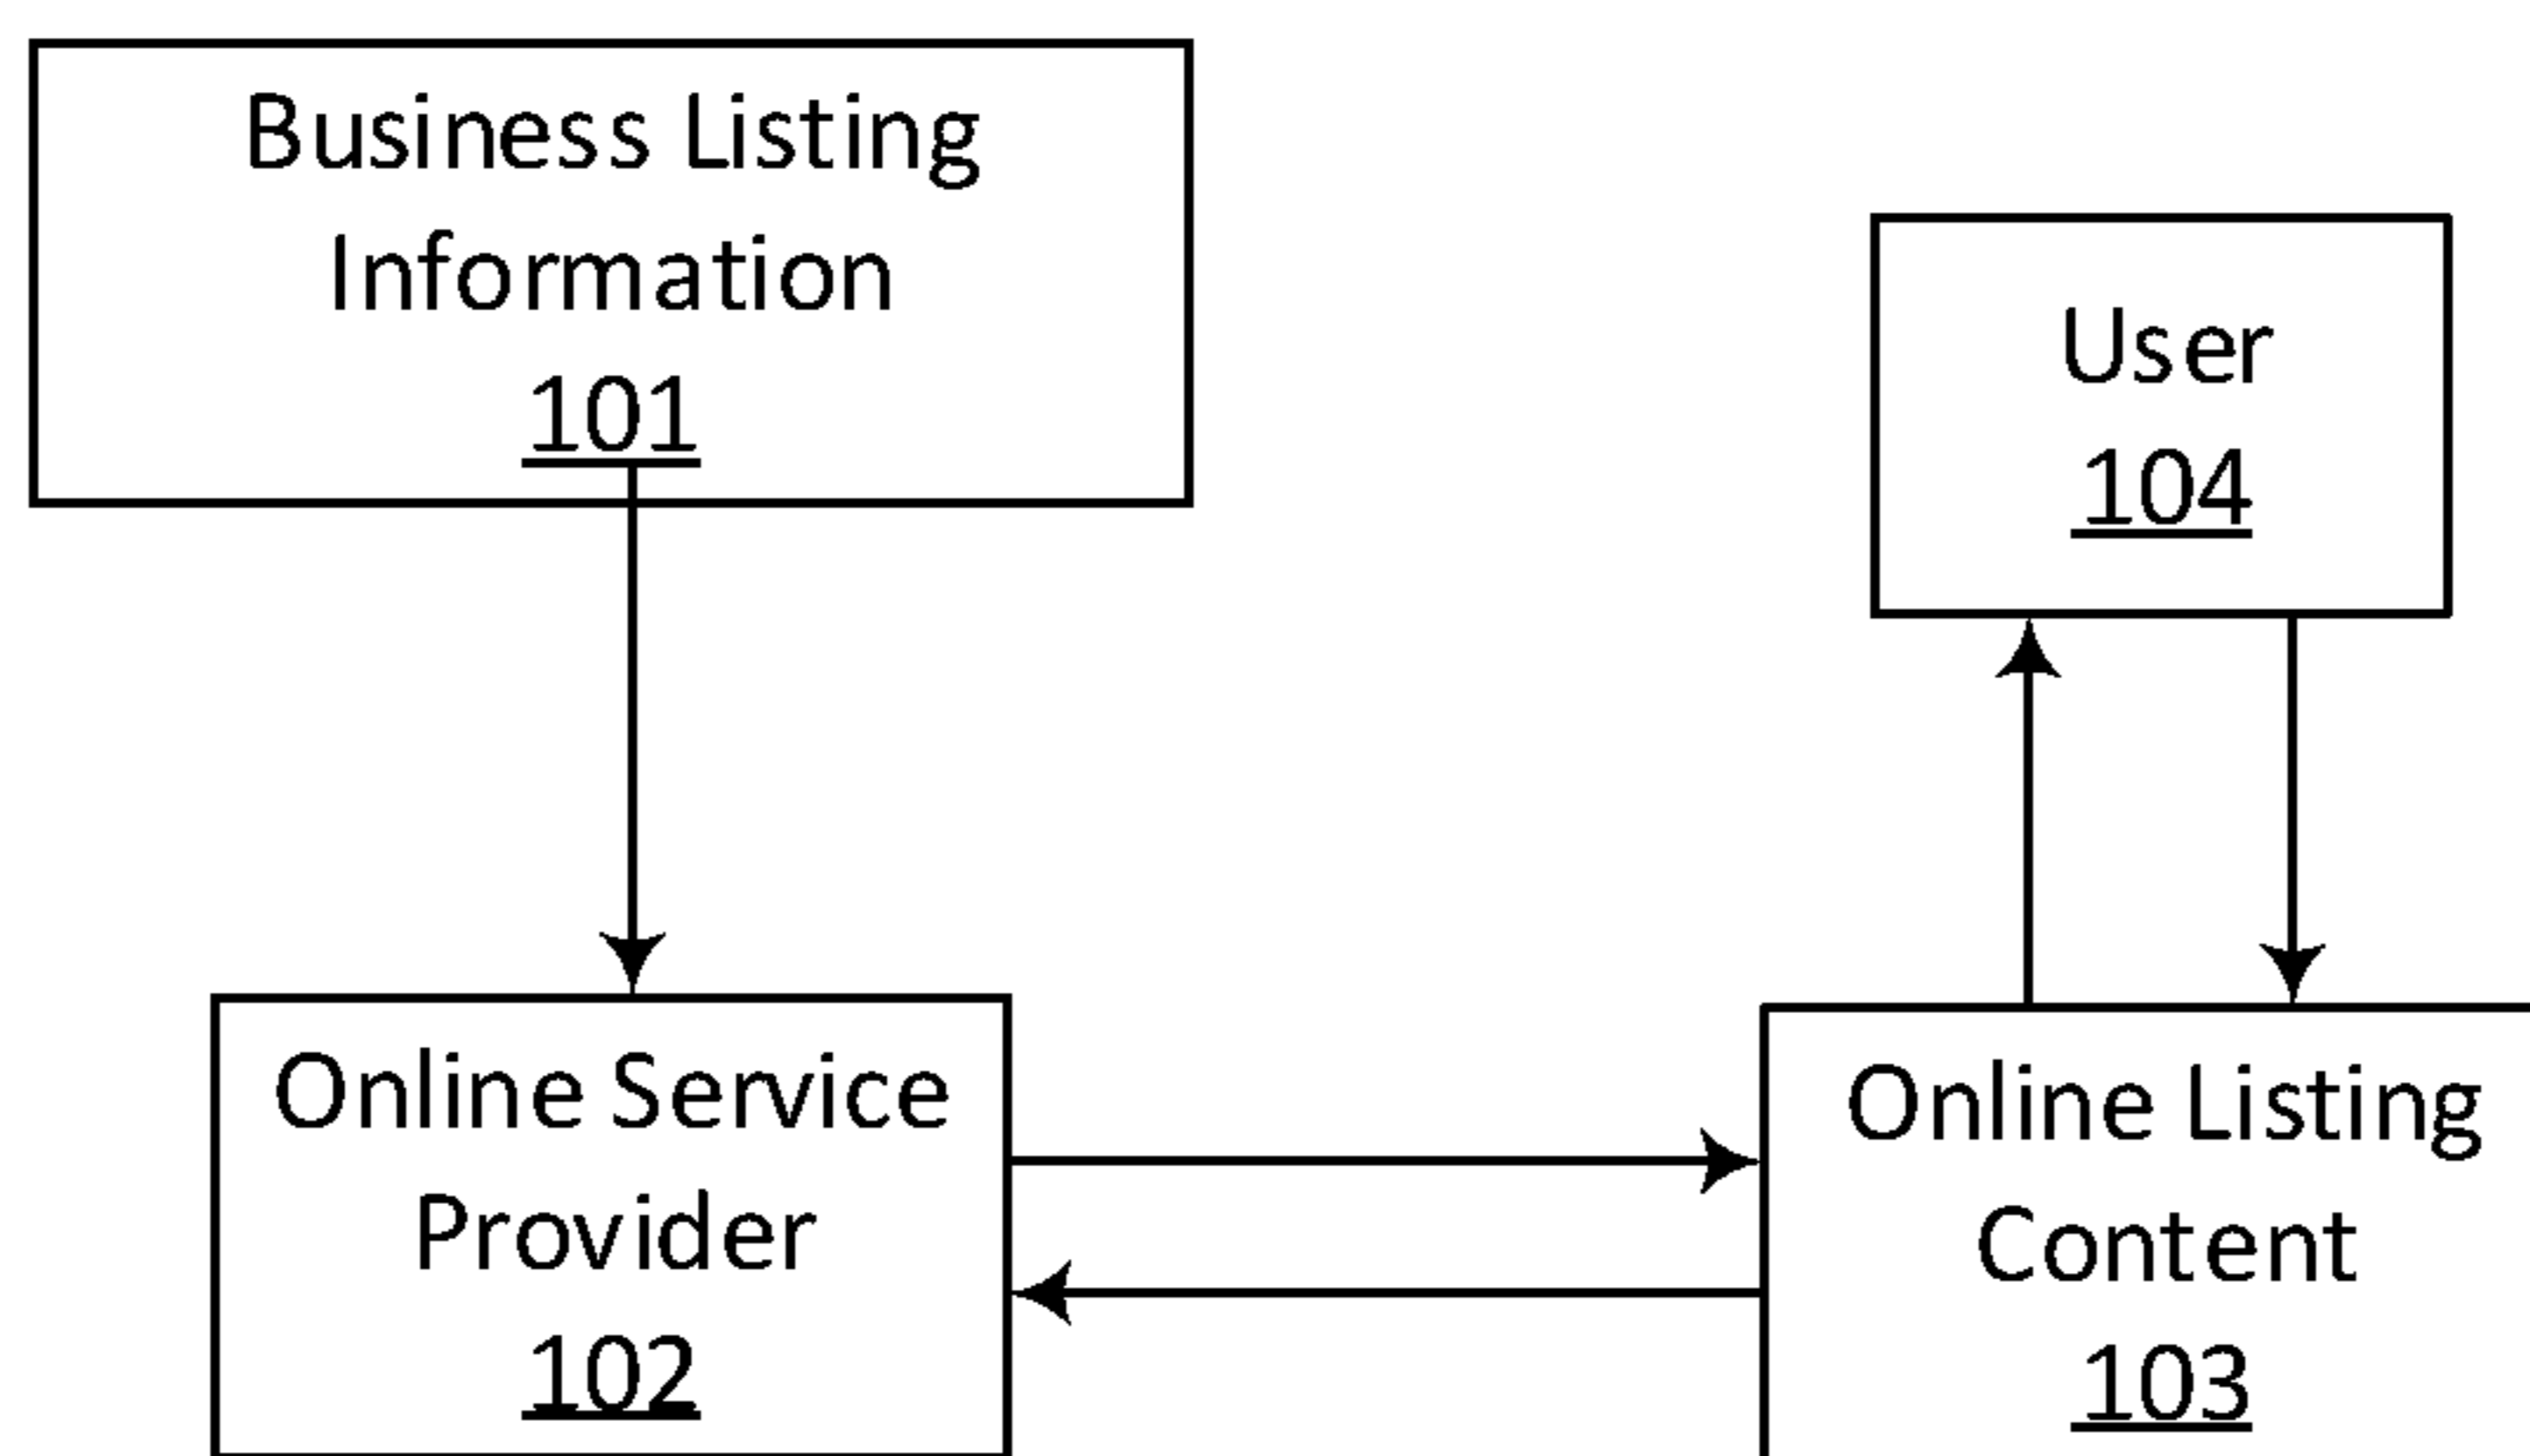 Business Listing
Information
101
User
104
Online Service
Provider
102
Online Listing
Content
103